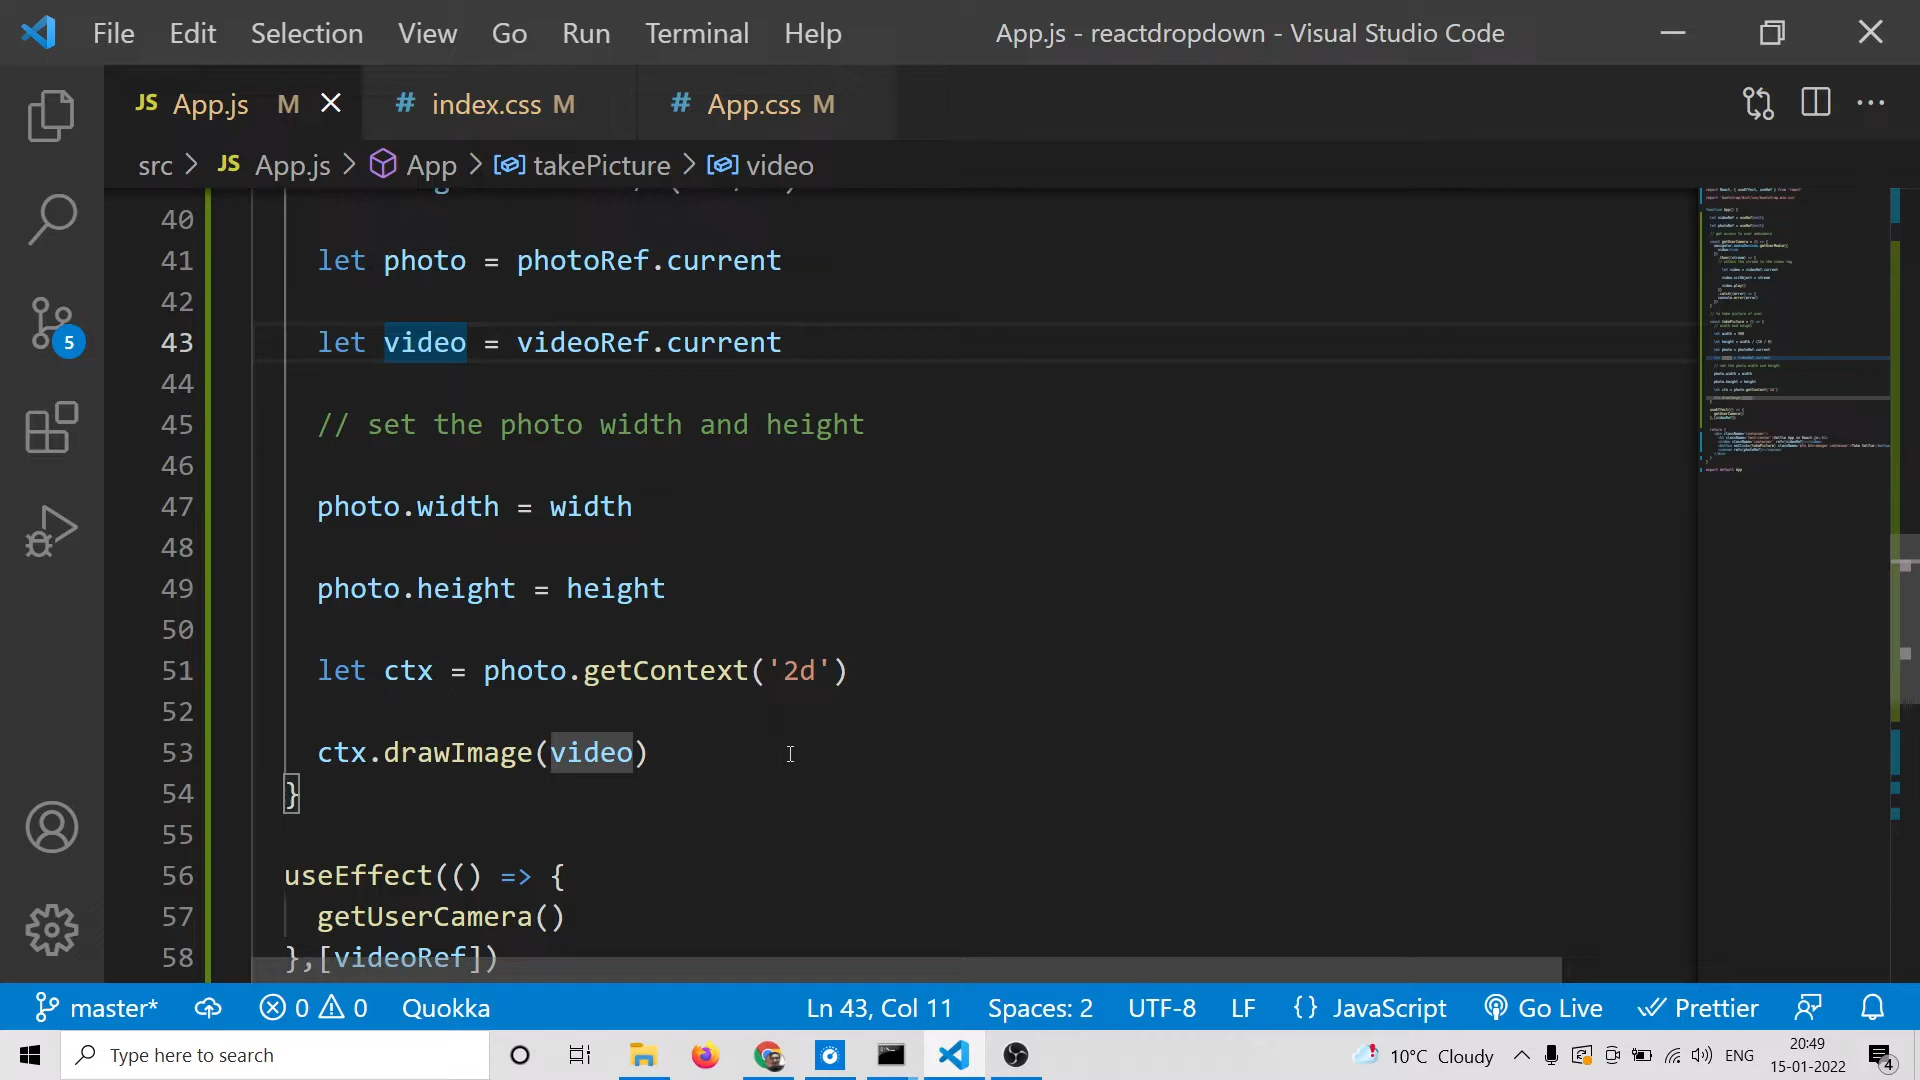 File Edit Selection View Go Run Terminal Help App.js - reactdropdown - Visual Studio Code
JS App.js M # index.css M # App.css M
src > JS App.js > App > takePicture > video
40
41 let photo = photoRef.current
42
43 let video = videoRef.current
44
45 // set the photo width and height
46
47 photo.width = width
48
49 photo.height = height
50
51 let ctx = photo.getContext('2d')
52
53 ctx.drawImage(video)
54 }
55
56 useEffect(() => {
57 getUserCamera()
58 },[videoRef])
5
master* 0 0 Quokka Ln 43, Col 11 Spaces: 2 UTF-8 LF {} JavaScript Go Live Prettier
Type here to search 10°C Cloudy ENG 20:49
15-01-2022 4